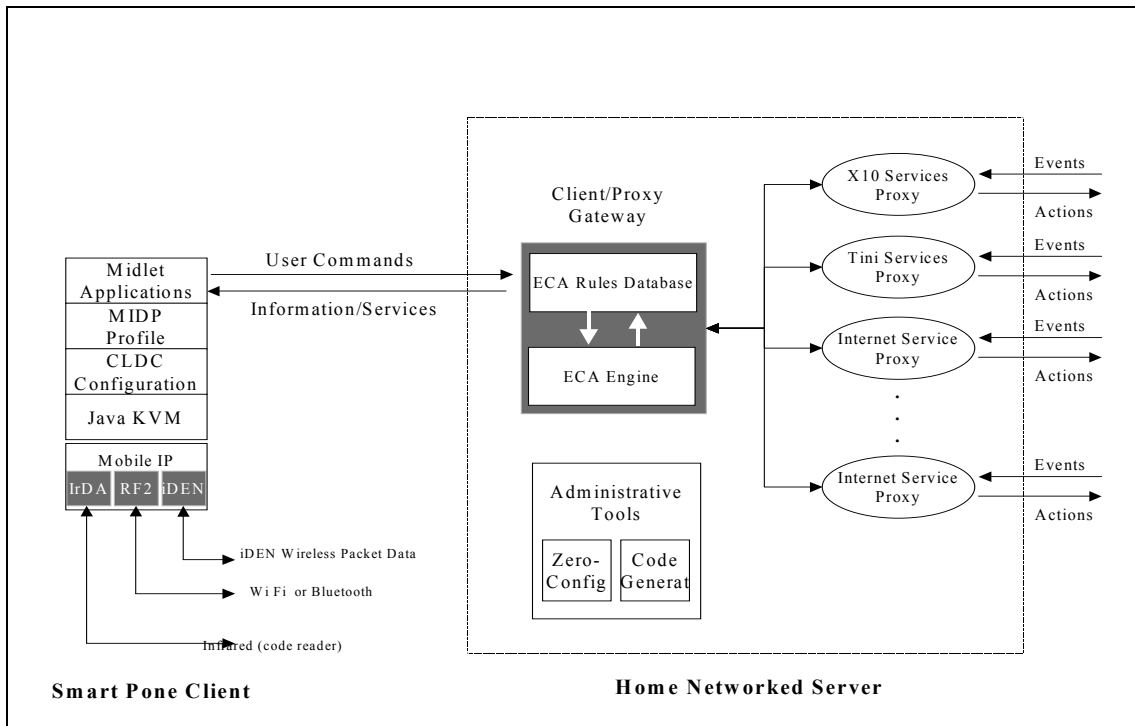 Midlet
Applications
MIDP
Profile
CLDC
Configuration
Java KVM
Mobile IP
IrDA
RF2
iDEN
iDEN Wireless Packet Data
Wi Fi or Bluetooth
Infrared (code reader)
Smart Pone Client
User Commands
Information/Services
Client/Proxy
Gateway
ECA Rules Database
ECA Engine
Administrative
Tools
Zero-
Config
Code
Generat
X10 Services
Proxy
Events
Actions
Tini Services
Proxy
Events
Actions
Internet Service
Proxy
Events
Actions
Internet Service
Proxy
Events
Actions
Home Networked Server